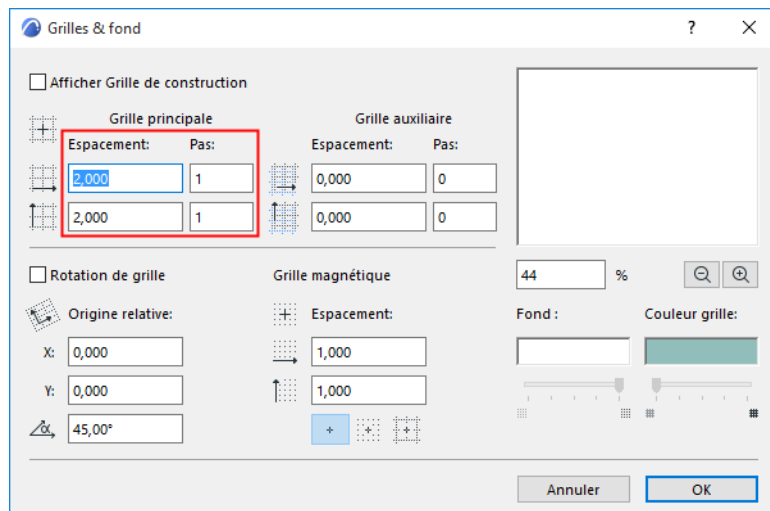 Grilles & fond
Afficher Grille de construction
Grille principale
Espacement: Pas:
2,000 1
2,000 1
Grille auxiliaire
Espacement: Pas:
0,000 0
0,000 0
Rotation de grille
Origine relative:
X: 0,000
Y: 0,000
α 45,00°
Grille magnétique
Espacement:
1,000
1,000
44 %
Fond : Couleur grille:
Annuler OK